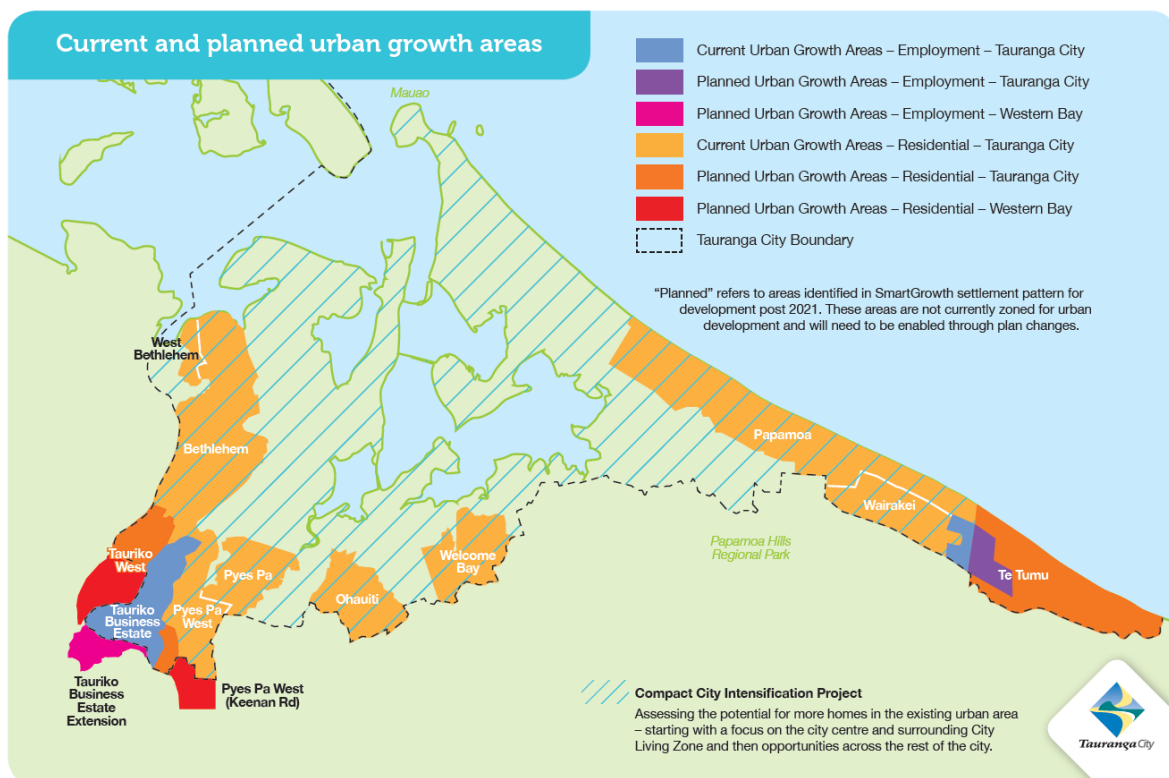 Current and planned urban growth areas
Mauao
Current Urban Growth Areas – Employment – Tauranga City
Planned Urban Growth Areas – Employment – Tauranga City
Planned Urban Growth Areas – Employment – Western Bay
Current Urban Growth Areas – Residential – Tauranga City
Planned Urban Growth Areas – Residential – Tauranga City
Planned Urban Growth Areas – Residential – Western Bay
Tauranga City Boundary
“Planned” refers to areas identified in SmartGrowth settlement pattern for
development post 2021. These areas are not currently zoned for urban
development and will need to be enabled through plan changes.
West
Bethlehem
Bethlehem
Papamoa
Wairakei
Papamoa Hills
Regional Park
Te Tumu
Welcome
Bay
Tauriko
West
Pyes Pa
Ohauiti
Tauriko
Business
Estate
Pyes Pa
West
Tauriko
Business
Estate
Extension
Pyes Pa West
(Keenan Rd)
Compact City Intensification Project
Assessing the potential for more homes in the existing urban area
– starting with a focus on the city centre and surrounding City
Living Zone and then opportunities across the rest of the city.
Tauranga City